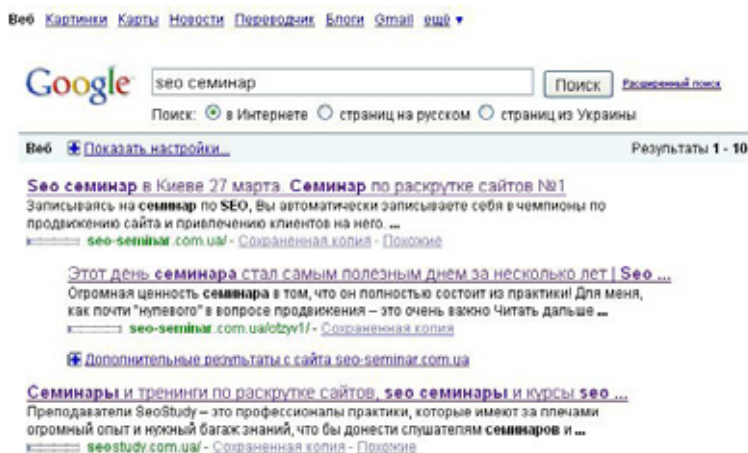 Веб Картинки Карты Новости Переводчик Блоги Gmail ещё ▼
Google seo семинар Поиск Расширенный поиск
Поиск: в Интернете страниц на русском страниц из Украины
Веб Показать настройки... Результаты 1 - 10
Seo семинар в Киеве 27 марта. Семинар по раскрутке сайтов №1
Записываясь на семинар по SEO, Вы автоматически записываете себя в чемпионы по
продвижению сайта и привлечению клиентов на него. ...
seo-seminar.com.ua/ - Сохраненная копия - Похожие
Этот день семинара стал самым полезным днем за несколько лет | Seo ...
Огромная ценность семинара в том, что он полностью состоит из практики! Для меня,
как почти "нулевого" в вопросе продвижения – это очень важно Читать дальше ...
seo-seminar.com.ua/otzyv1/ - Сохраненная копия
Дополнительные результаты с сайта seo-seminar.com.ua
Семинары и тренинги по раскрутке сайтов, seo семинары и курсы seo ...
Преподаватели SeoStudy – это профессионалы практики, которые имеют за плечами
огромный опыт и нужный багаж знаний, что бы донести слушателям семинаров и ...
seostudy.com.ua/ - Сохраненная копия - Похожие